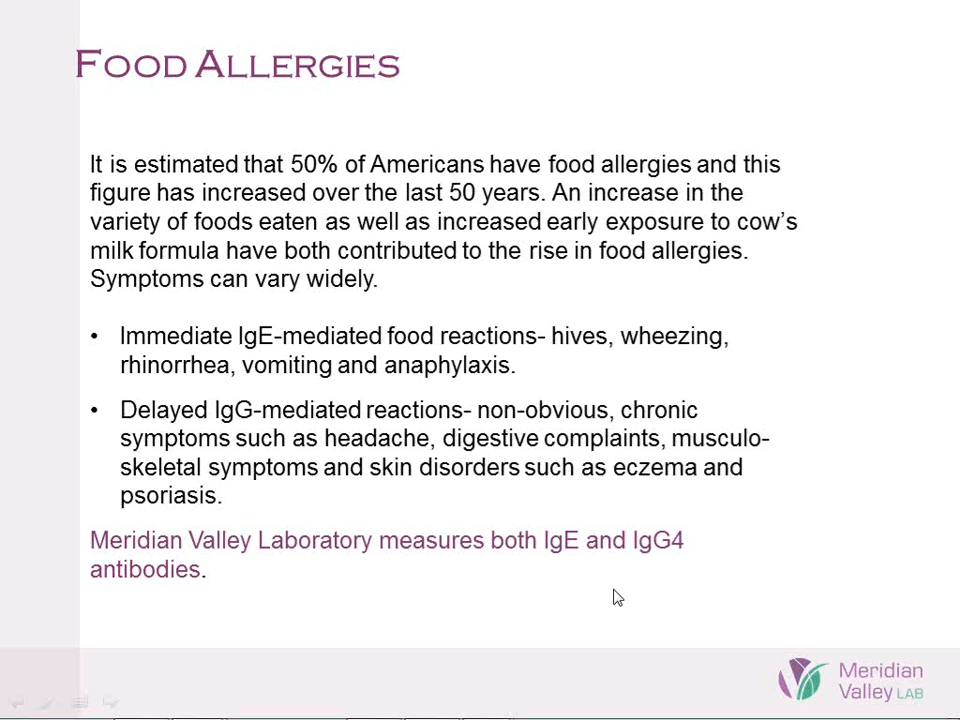 FOOD ALLERGIES
It is estimated that 50% of Americans have food allergies and this
figure has increased over the last 50 years. An increase in the
variety of foods eaten as well as increased early exposure to cow's
milk formula have both contributed to the rise in food allergies.
Symptoms can vary widely.
• Immediate IgE-mediated food reactions- hives, wheezing,
rhinorrhea, vomiting and anaphylaxis.
• Delayed IgG-mediated reactions- non-obvious, chronic
symptoms such as headache, digestive complaints, musculo-
skeletal symptoms and skin disorders such as eczema and
psoriasis.
Meridian Valley Laboratory measures both IgE and IgG4
antibodies.
Meridian
Valley LAB